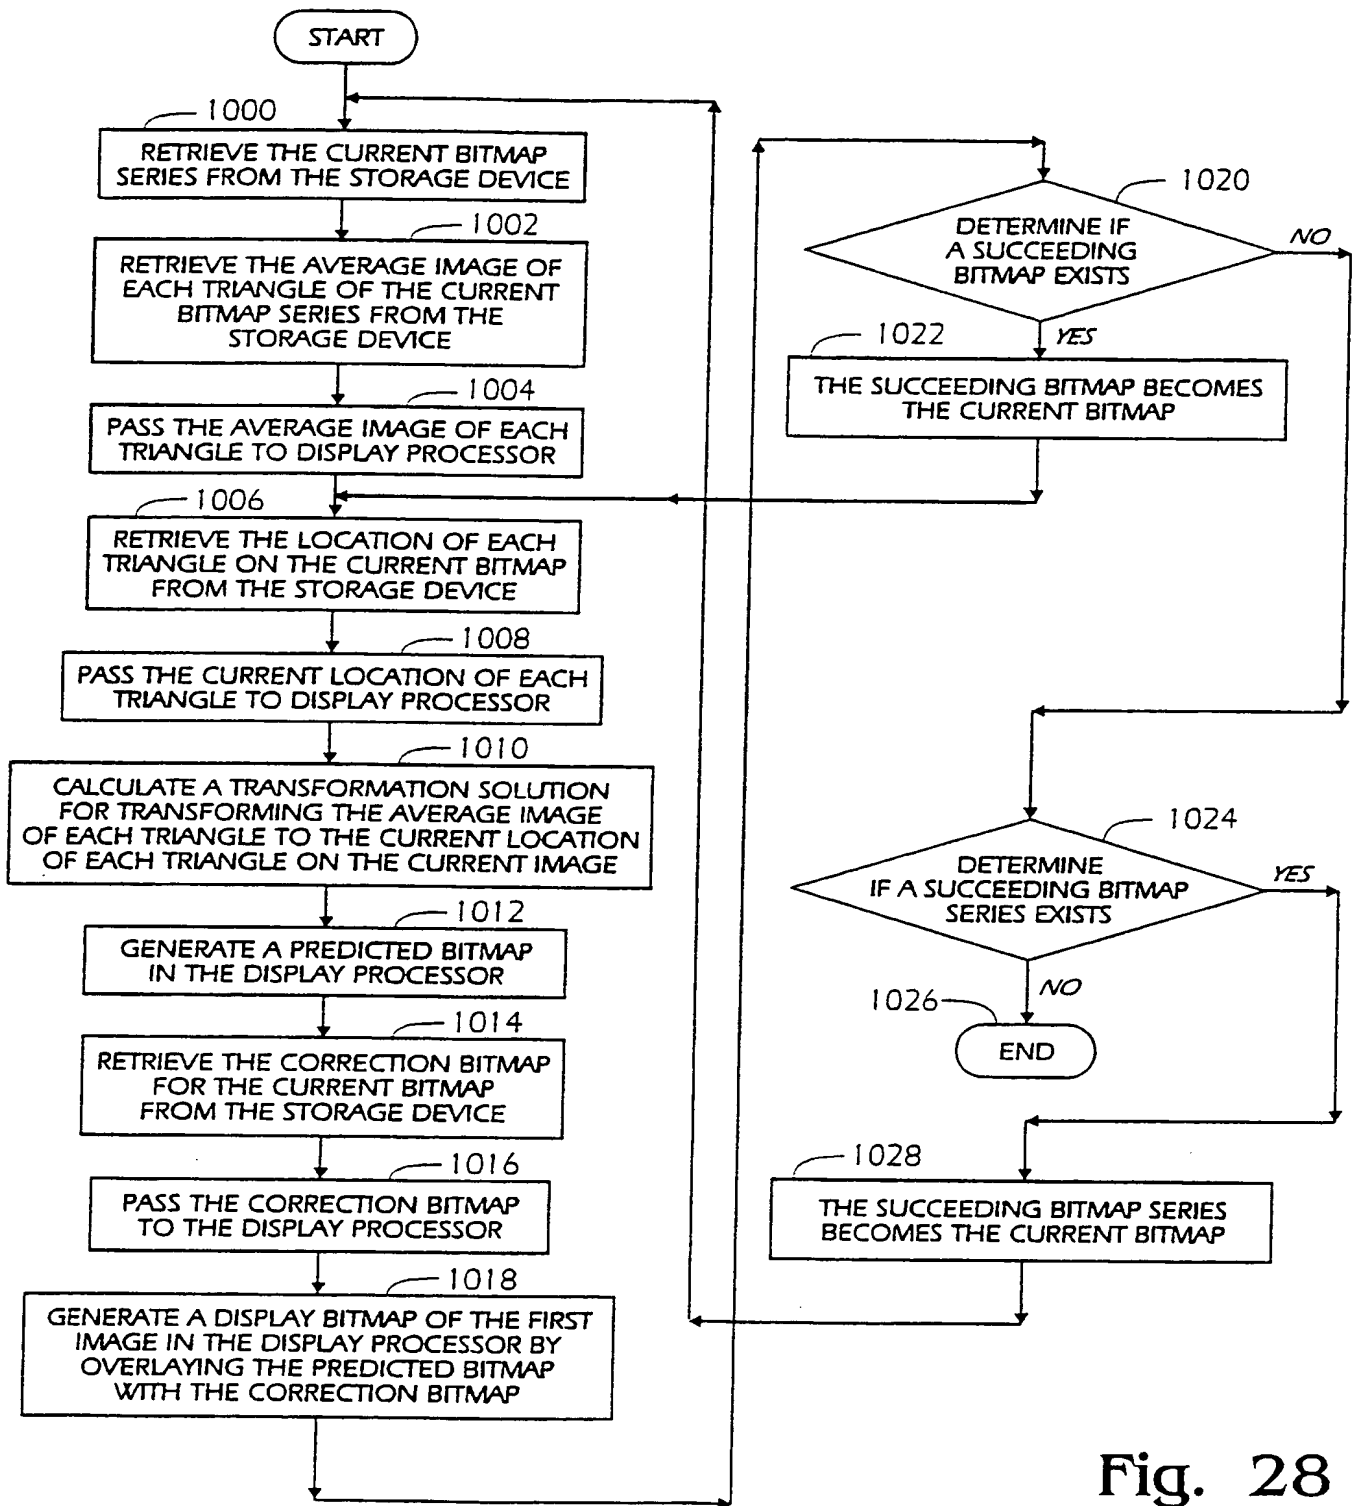 START
1000
RETRIEVE THE CURRENT BITMAP
SERIES FROM THE STORAGE DEVICE
1002
RETRIEVE THE AVERAGE IMAGE OF
EACH TRIANGLE OF THE CURRENT
BITMAP SERIES FROM THE
STORAGE DEVICE
1004
PASS THE AVERAGE IMAGE OF EACH
TRIANGLE TO DISPLAY PROCESSOR
1006
RETRIEVE THE LOCATION OF EACH
TRIANGLE ON THE CURRENT BITMAP
FROM THE STORAGE DEVICE
1008
PASS THE CURRENT LOCATION OF EACH
TRIANGLE TO DISPLAY PROCESSOR
1010
CALCULATE A TRANSFORMATION SOLUTION
FOR TRANSFORMING THE AVERAGE IMAGE
OF EACH TRIANGLE TO THE CURRENT LOCATION
OF EACH TRIANGLE ON THE CURRENT IMAGE
1012
GENERATE A PREDICTED BITMAP
IN THE DISPLAY PROCESSOR
1014
RETRIEVE THE CORRECTION BITMAP
FOR THE CURRENT BITMAP
FROM THE STORAGE DEVICE
1016
PASS THE CORRECTION BITMAP
TO THE DISPLAY PROCESSOR
1018
GENERATE A DISPLAY BITMAP OF THE FIRST
IMAGE IN THE DISPLAY PROCESSOR BY
OVERLAYING THE PREDICTED BITMAP
WITH THE CORRECTION BITMAP
1020
DETERMINE IF
A SUCCEEDING
BITMAP EXISTS
NO
YES
1022
THE SUCCEEDING BITMAP BECOMES
THE CURRENT BITMAP
1024
DETERMINE
IF A SUCCEEDING BITMAP
SERIES EXISTS
YES
NO
1026
END
1028
THE SUCCEEDING BITMAP SERIES
BECOMES THE CURRENT BITMAP
Fig. 28